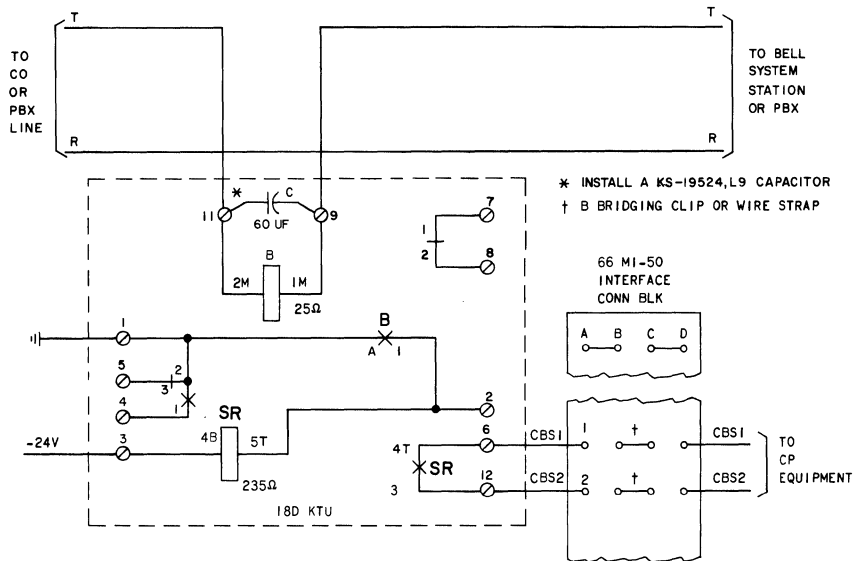 T
T
TO
CO
OR
PBX
LINE
TO BELL
SYSTEM
STATION
OR PBX
R
R
* INSTALL A KS-19524,L9 CAPACITOR
† B BRIDGING CLIP OR WIRE STRAP
* C
11 60 UF 9
7
1
2
8
B
2M 1M
25Ω
66 MI-50
INTERFACE
CONN BLK
A B C D
1
B
A 1
5 2
3
4 1
2
SR
-24V 3 4B 5T
235Ω
6 CBS1 1 † CBS1
4T
SR
3
12 CBS2 2 † CBS2
TO
CP
EQUIPMENT
18D KTU